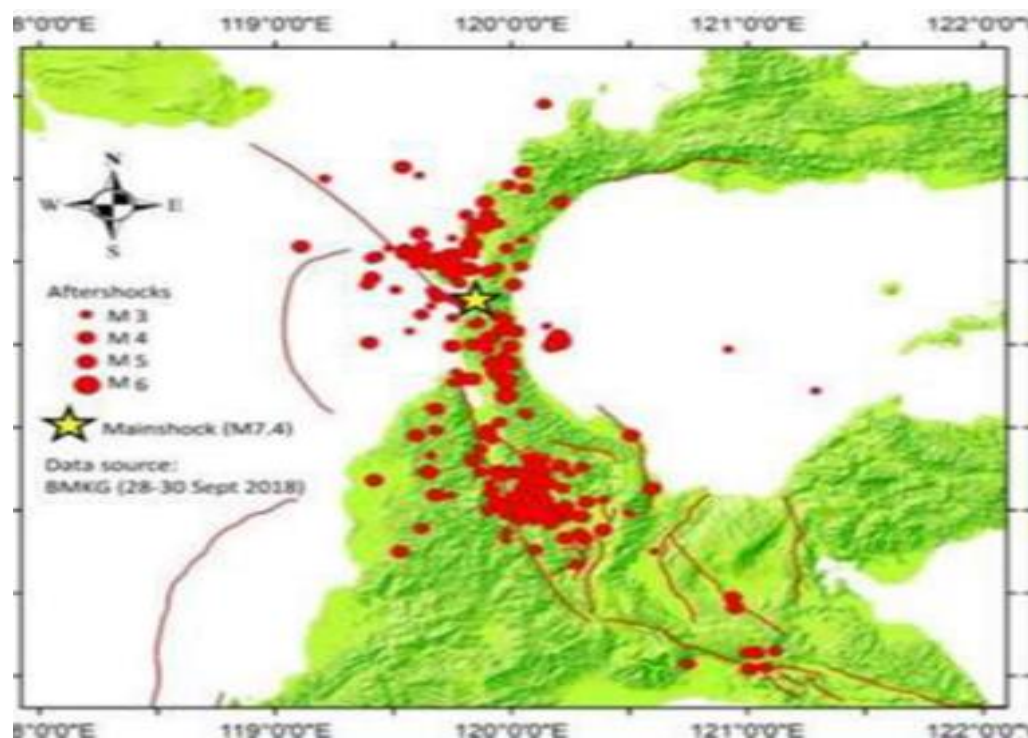 8°0'0"E 119°0'0"E 120°0'0"E 121°0'0"E 122°0'0"E
N
W E
S
Aftershocks
M 3
M 4
M 5
M 6
Mainshock (M7,4)
Data source:
BMKG (28-30 Sept 2018)
8°0'0"E 119°0'0"E 120°0'0"E 121°0'0"E 122°0'0"E